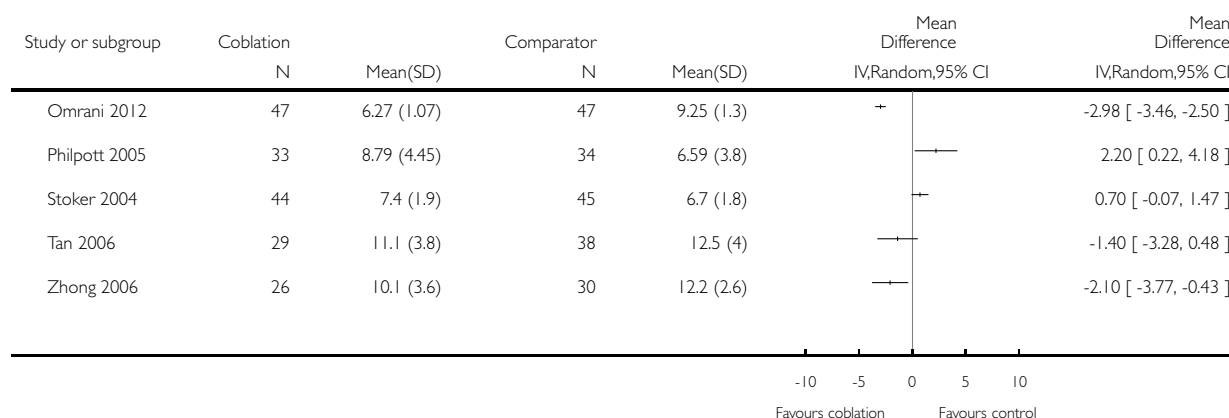 Mean Mean
Study or subgroup Coblation Comparator Difference Difference
N Mean(SD) N Mean(SD) IV,Random,95% CI IV,Random,95% CI
Omrani 2012 47 6.27 (1.07) 47 9.25 (1.3) -2.98 [ -3.46, -2.50 ]
Philpott 2005 33 8.79 (4.45) 34 6.59 (3.8) 2.20 [ 0.22, 4.18 ]
Stoker 2004 44 7.4 (1.9) 45 6.7 (1.8) 0.70 [ -0.07, 1.47 ]
Tan 2006 29 11.1 (3.8) 38 12.5 (4) -1.40 [ -3.28, 0.48 ]
Zhong 2006 26 10.1 (3.6) 30 12.2 (2.6) -2.10 [ -3.77, -0.43 ]
-10 -5 0 5 10
Favours coblation Favours control